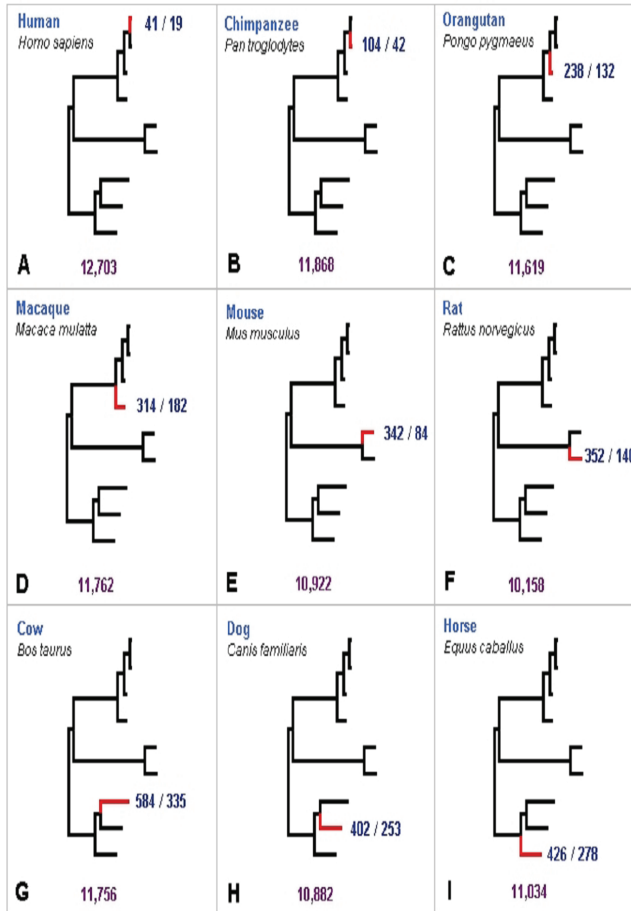 Human
Homo sapiens
41 / 19
A
12,703
Chimpanzee
Pan troglodytes
104 / 42
B
11,868
Orangutan
Pongo pygmaeus
238 / 132
C
11,619
Macaque
Macaca mulatta
314 / 182
D
11,762
Mouse
Mus musculus
342 / 84
E
10,922
Rat
Rattus norvegicus
352 / 140
F
10,158
Cow
Bos taurus
584 / 335
G
11,756
Dog
Canis familiaris
402 / 253
H
10,882
Horse
Equus caballus
426 / 278
I
11,034